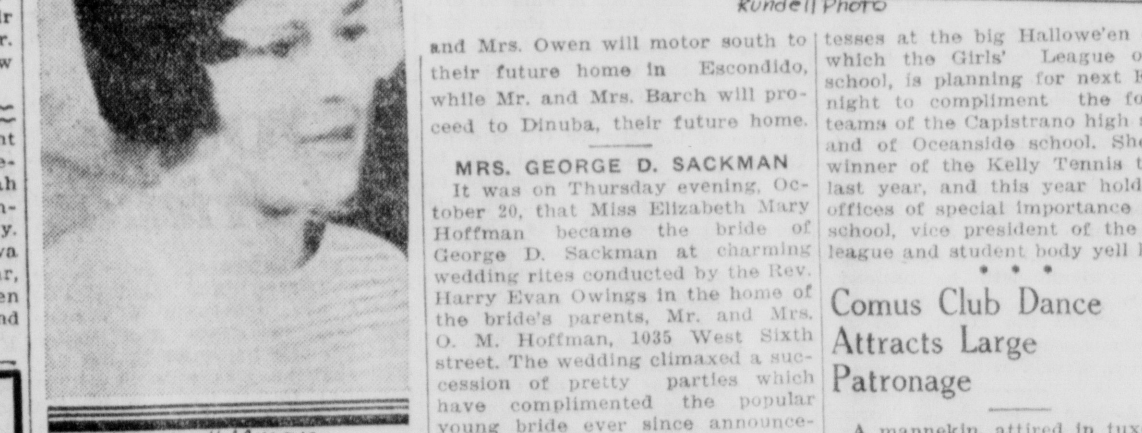 Rundell Photo
and Mrs. Owen will motor south to
their future home in Escondido,
while Mr. and Mrs. Barch will pro-
ceed to Dinuba, their future home.
MRS. GEORGE D. SACKMAN
It was on Thursday evening, Oc-
tober 20, that Miss Elizabeth Mary
Hoffman became the bride of
George D. Sackman at charming
wedding rites conducted by the Rev.
Harry Evan Owings in the home of
the bride's parents, Mr. and Mrs.
O. M. Hoffman, 1035 West Sixth
street. The wedding climaxed a suc-
cession of pretty parties which
have complimented the popular
young bride ever since announce-
tesses at the big Hallowe'en
which the Girls' League
school, is planning for next
night to compliment the
teams of the Capistrano high
and of Oceanside school.
winner of the Kelly Tennis
last year, and this year hold
offices of special importance
school, vice president of the
league and student body yell
* * *
Comus Club Dance
Attracts Large
Patronage
A mannekin, attired in